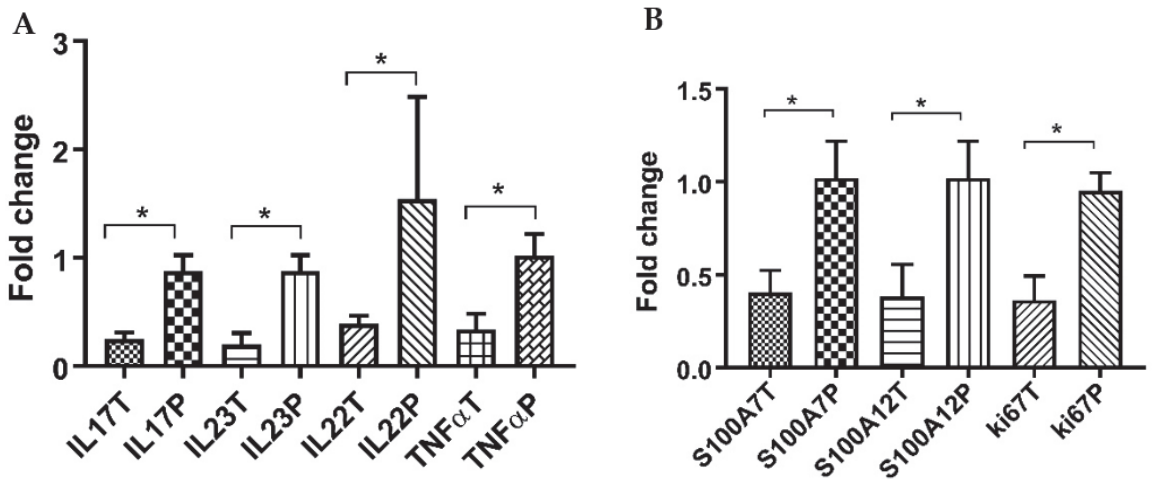 A
Fold change
3
2
1
0
*
*
*
*
IL17T
IL17P
IL23T
IL23P
IL22T
IL22P
TNFαT
TNFαP
B
Fold change
1.5
1.0
0.5
0.0
*
*
*
S100A7T
S100A7P
S100A12T
S100A12P
ki67T
ki67P